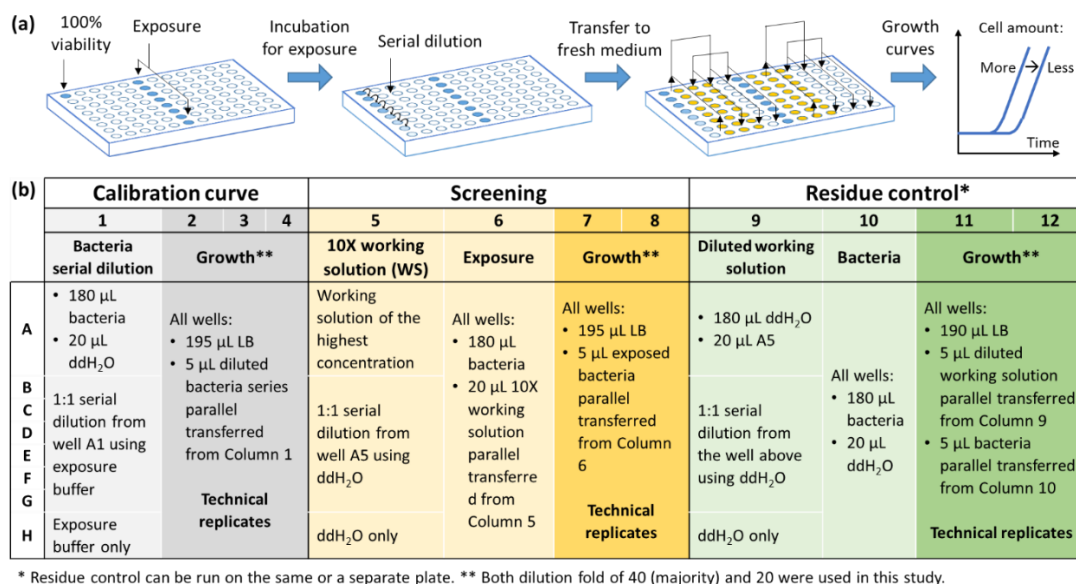 (a)
100%
viability
Exposure
Incubation
for exposure
Serial dilution
Transfer to
fresh medium
Growth
curves
Cell amount:
More → Less
Time
(b)
Calibration curve
Screening
Residue control*
1
2
3
4
5
6
7
8
9
10
11
12
Bacteria
serial dilution
Growth**
10X working
solution (WS)
Exposure
Growth**
Diluted working
solution
Bacteria
Growth**
A
B
C
D
E
F
G
H
• 180 µL
bacteria
• 20 µL
ddH₂O
1:1 serial
dilution from
well A1 using
exposure
buffer
Exposure
buffer only
All wells:
• 195 µL LB
• 5 µL diluted
bacteria series
parallel
transferred
from Column 1
Technical
replicates
Working
solution of the
highest
concentration
1:1 serial
dilution from
well A5 using
ddH₂O
ddH₂O only
All wells:
• 180 µL
bacteria
• 20 µL 10X
working
solution
parallel
transferre
d from
Column 5
All wells:
• 195 µL LB
• 5 µL exposed
bacteria
parallel
transferred
from Column
6
Technical
replicates
• 180 µL ddH₂O
• 20 µL A5
1:1 serial
dilution from
the well above
using ddH₂O
ddH₂O only
All wells:
• 180 µL
bacteria
• 20 µL
ddH₂O
All wells:
• 190 µL LB
• 5 µL diluted
working solution
parallel transferred
from Column 9
• 5 µL bacteria
parallel transferred
from Column 10
Technical replicates
* Residue control can be run on the same or a separate plate. ** Both dilution fold of 40 (majority) and 20 were used in this study.